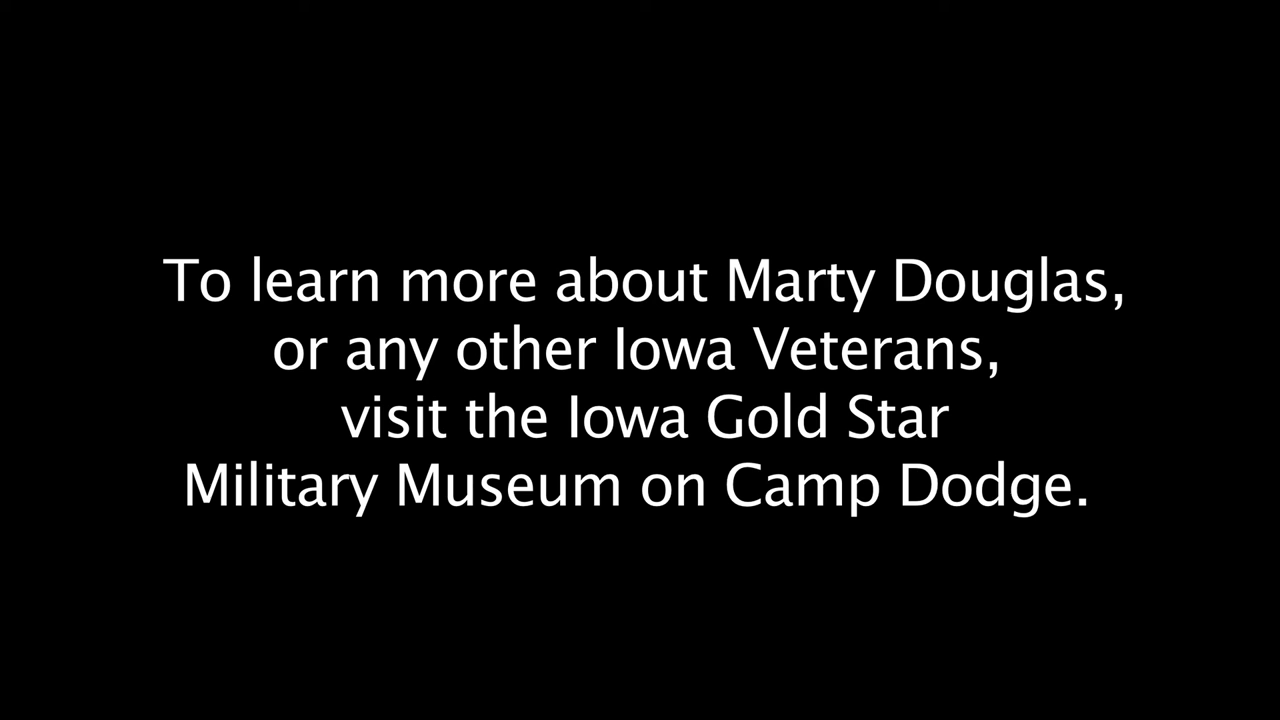 To learn more about Marty Douglas,
or any other Iowa Veterans,
visit the Iowa Gold Star
Military Museum on Camp Dodge.